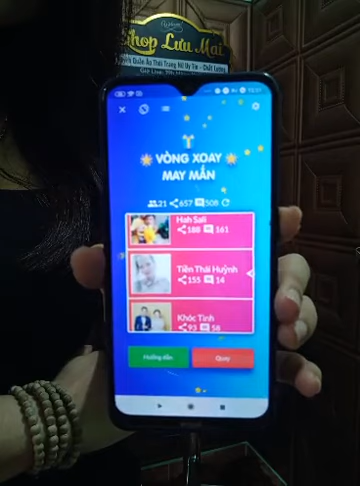 Shop Lưu Mai
VÒNG XOAY
MAY MẮN
21 657 508
Hah Sali
188 161
Tiền Thái Huỳnh
155 14
Khóc Tình
93 58
Hướng dẫn
Quay